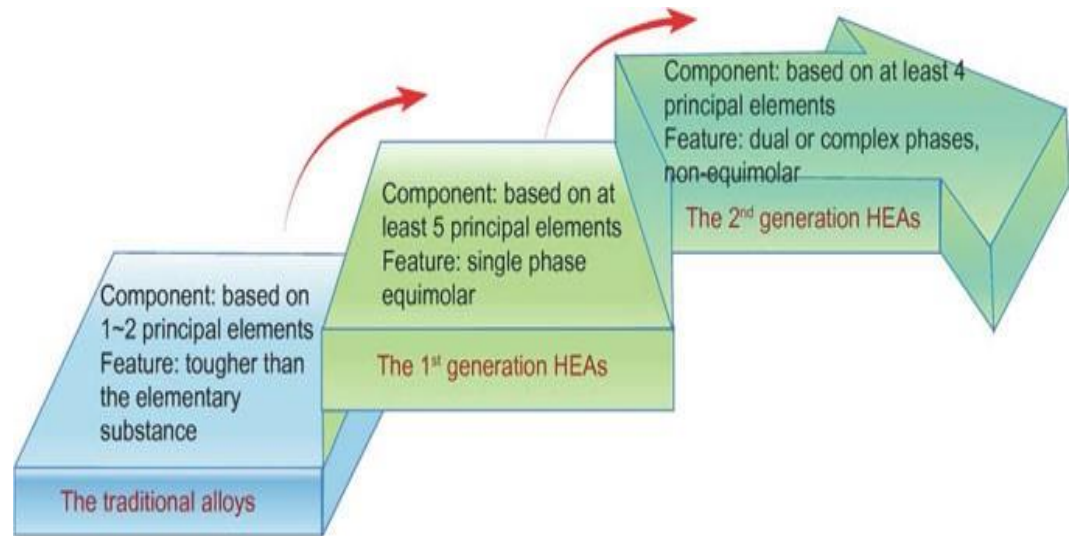 Component: based on
1~2 principal elements
Feature: tougher than
the elementary
substance
The traditional alloys
Component: based on at
least 5 principal elements
Feature: single phase
equimolar
The 1st generation HEAs
Component: based on at least 4
principal elements
Feature: dual or complex phases,
non-equimolar
The 2nd generation HEAs